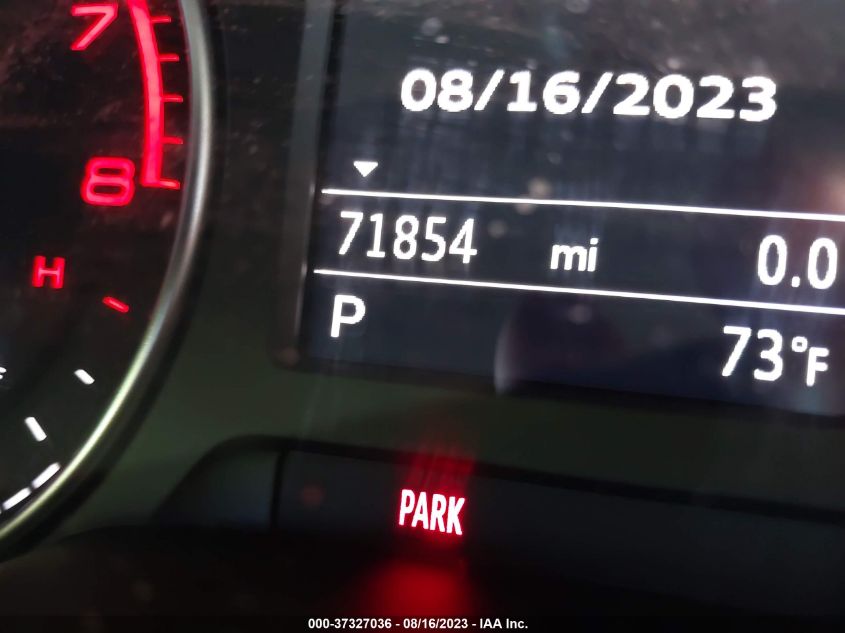 7
8
H
08/16/2023
71854 mi 0.0
P 73°F
PARK
000-37327036 - 08/16/2023 - IAA Inc.